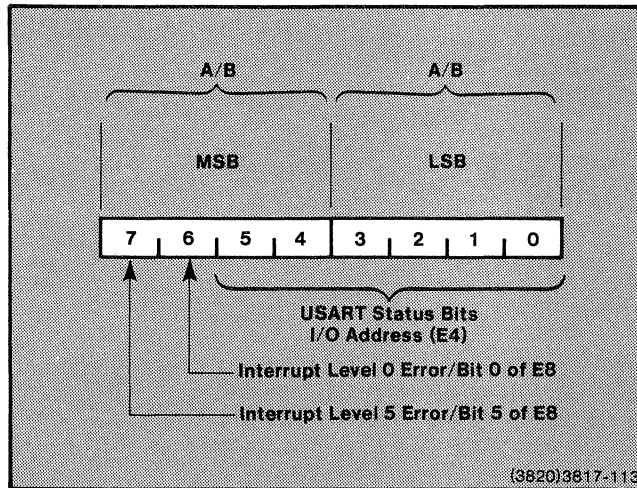 A/B A/B
MSB LSB
7 6 5 4 3 2 1 0
USART Status Bits
I/O Address (E4)
Interrupt Level 0 Error/Bit 0 of E8
Interrupt Level 5 Error/Bit 5 of E8
(3820)3817-113